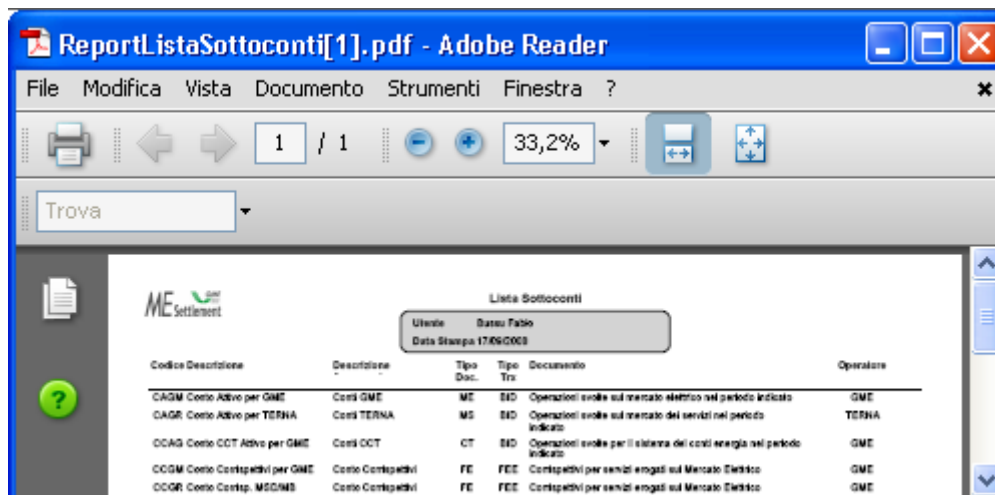 ReportListaSottoconti[1].pdf - Adobe Reader
File Modifica Vista Documento Strumenti Finestra ?
1 / 1 33,2%
Trova
ME Settlement
Lista Sottoconti
Utente Fabio
Data Stampa 17/09/2008
Codice Descrizione Descrizione Tipo Doc. Tipo Trx Documento Operatore
CAGM Conto Attivo per GME Conti GME ME BID Operazioni svolte sul mercato elettrico nel periodo indicato GME
CAGR Conto Attivo per TERNA Conti TERNA MS BID Operazioni svolte sul mercato dei servizi nel periodo TERNA
indicato
CCAG Conto CCT Attivo per GME Conti CCT CT BID Operazioni svolte per il sistema dei conti energia nel periodo GME
indicato
CCGM Conto Corrispettivi per GME Conto Corrispettivi FE FEE Corrispettivi per servizi erogati sul Mercato Elettrico GME
CCGR Conto Corrisp. MSD/MB Conto Corrispettivi FE FEE Corrispettivi per servizi erogati sul Mercato Elettrico GME